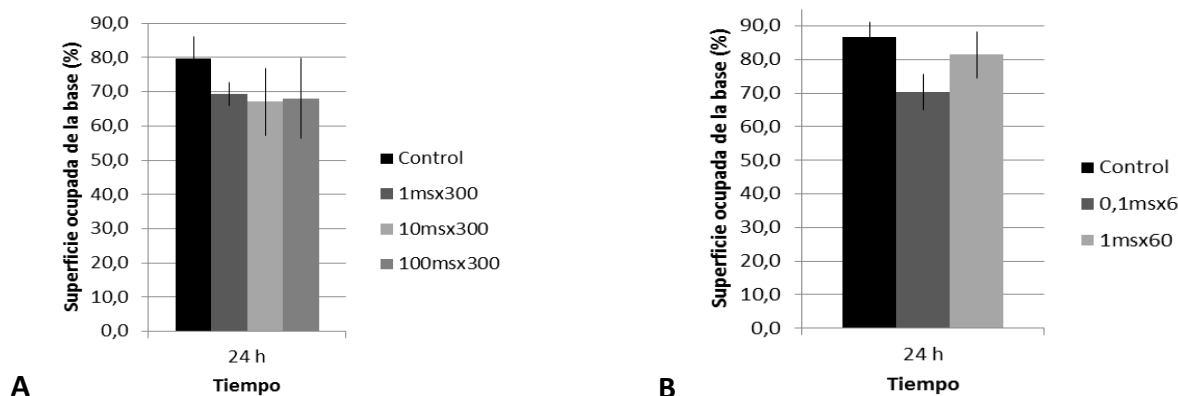 Superficie ocupada de la base (%)
90,0
80,0
70,0
60,0
50,0
40,0
30,0
20,0
10,0
0,0
24 h
Tiempo
Control
1msx300
10msx300
100msx300
A
Superficie ocupada de la base (%)
90,0
80,0
70,0
60,0
50,0
40,0
30,0
20,0
10,0
0,0
24 h
Tiempo
Control
0,1msx6
1msx60
B